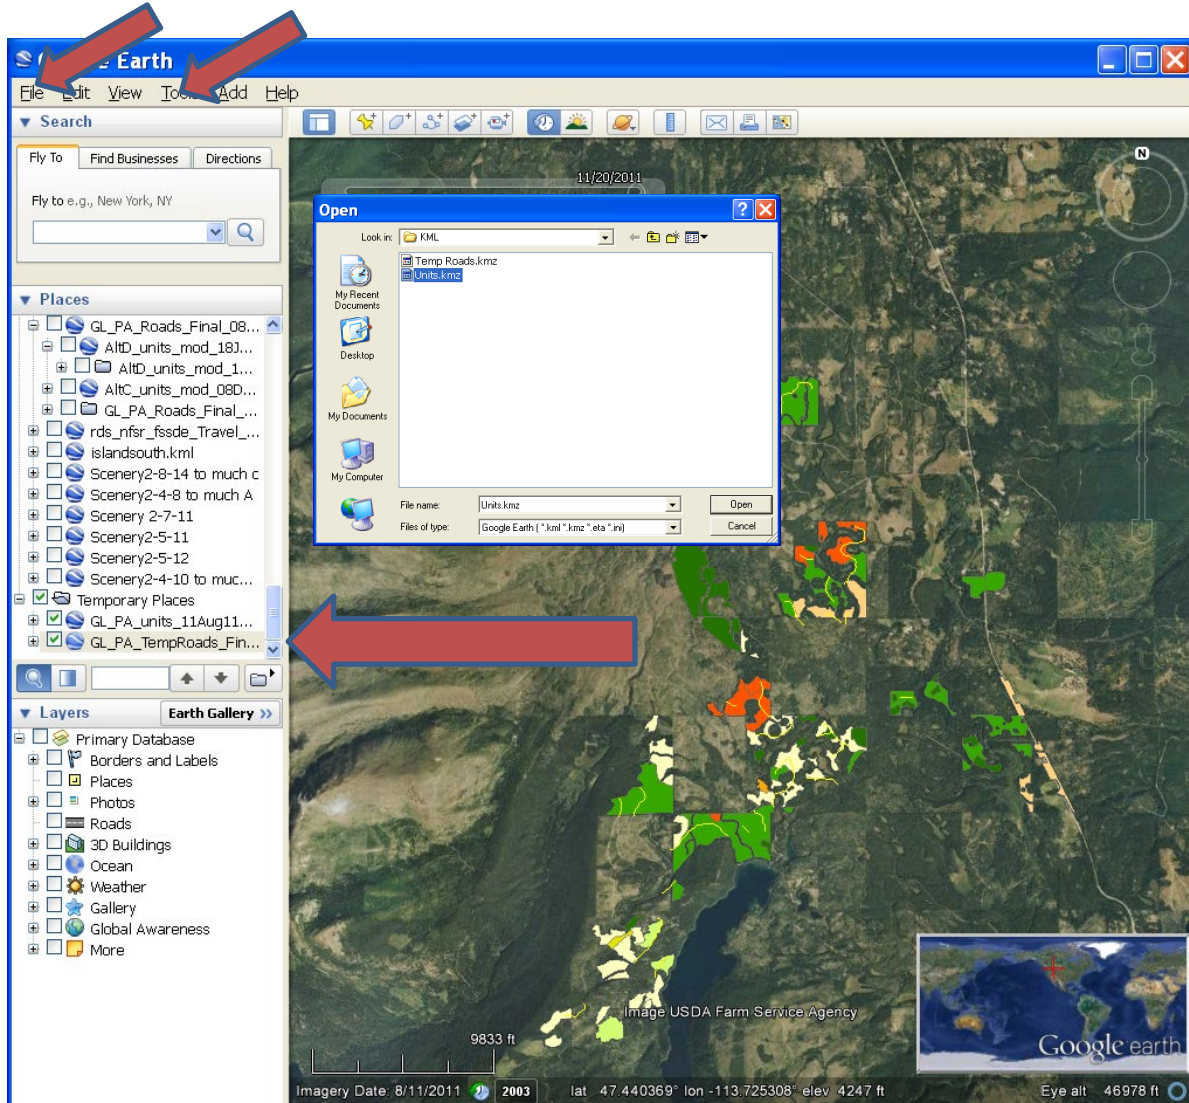 Earth
File Edit View Tools Add Help
Search
Fly To Find Businesses Directions
Fly to e.g., New York, NY
Places
GL_PA_Roads_Final_08...
AltD_units_mod_18J...
AltD_units_mod_1...
AltC_units_mod_08D...
GL_PA_Roads_Final_...
rds_nfsr_fssde_Travel_...
islandsouth.kml
Scenery2-8-14 to much c
Scenery2-4-8 to much A
Scenery 2-7-11
Scenery2-5-11
Scenery2-5-12
Scenery2-4-10 to muc...
Temporary Places
GL_PA_units_11Aug11...
GL_PA_TempRoads_Fin...
Layers Earth Gallery »
Primary Database
Borders and Labels
Places
Photos
Roads
3D Buildings
Ocean
Weather
Gallery
Global Awareness
More
11/20/2011
N
Open
Look in: KML
Temp Roads.kmz
Units.kmz
My Recent
Documents
Desktop
My Documents
My Computer
File name: Units.kmz Open
Files of type: Google Earth ( *.kml *.kmz *.eta *.ini) Cancel
Image USDA Farm Service Agency
9833 ft
Google earth
Imagery Date: 8/11/2011 2003 lat 47.440369° lon -113.725308° elev 4247 ft Eye alt 46978 ft